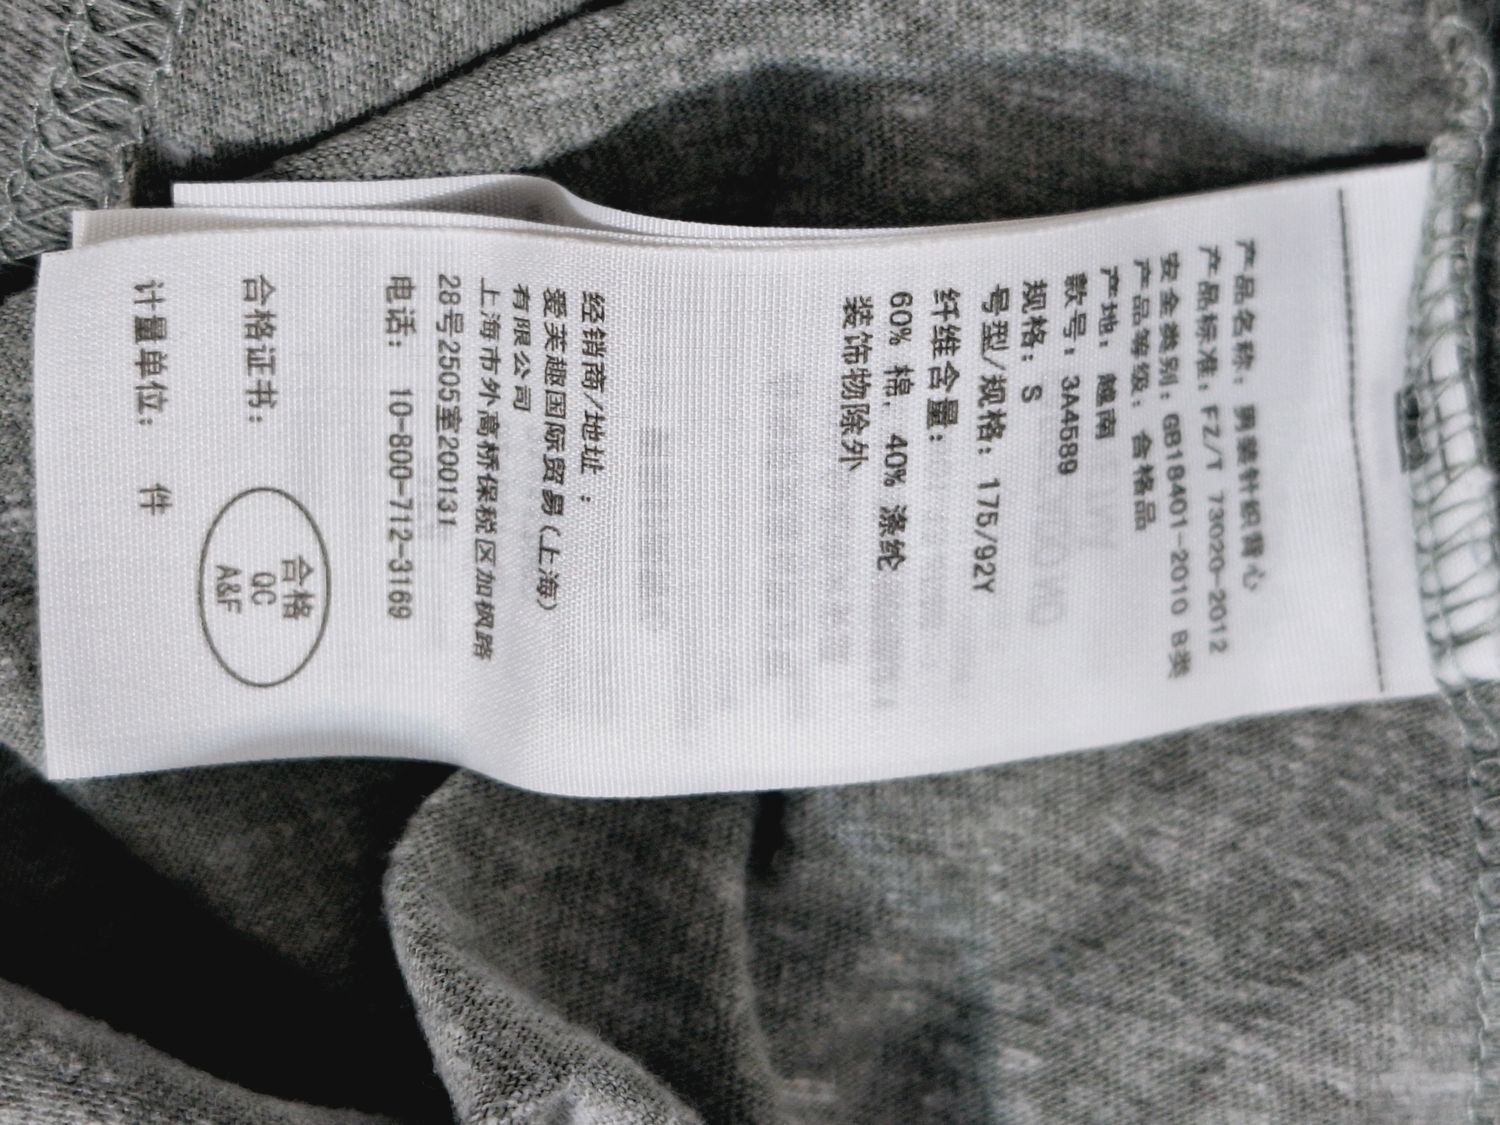 产品名称：男装针织背心
产品标准：FZ/T 73020-2012
安全类别：GB18401-2010 B类
产品等级：合格品
产地：越南
款号：3A4589
规格：S
号型/规格：175/92Y
纤维含量：
60% 棉，40% 涤纶
装饰物除外
经销商/地址：
爱芙趣国际贸易(上海)
有限公司
上海市外高桥保税区加枫路
28号2505室200131
电话： 10-800-712-3169
合格证书：
合格
QC
A&F
计量单位： 件